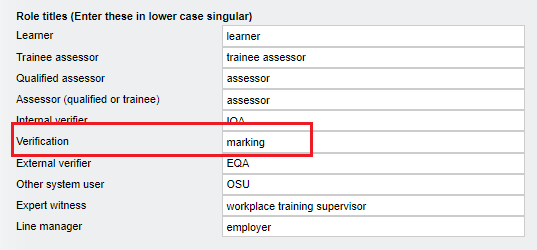 Role titles (Enter these in lower case singular)
Learner learner
Trainee assessor trainee assessor
Qualified assessor assessor
Assessor (qualified or trainee) assessor
Internal verifier IQA
Verification marking
External verifier EQA
Other system user OSU
Expert witness workplace training supervisor
Line manager employer